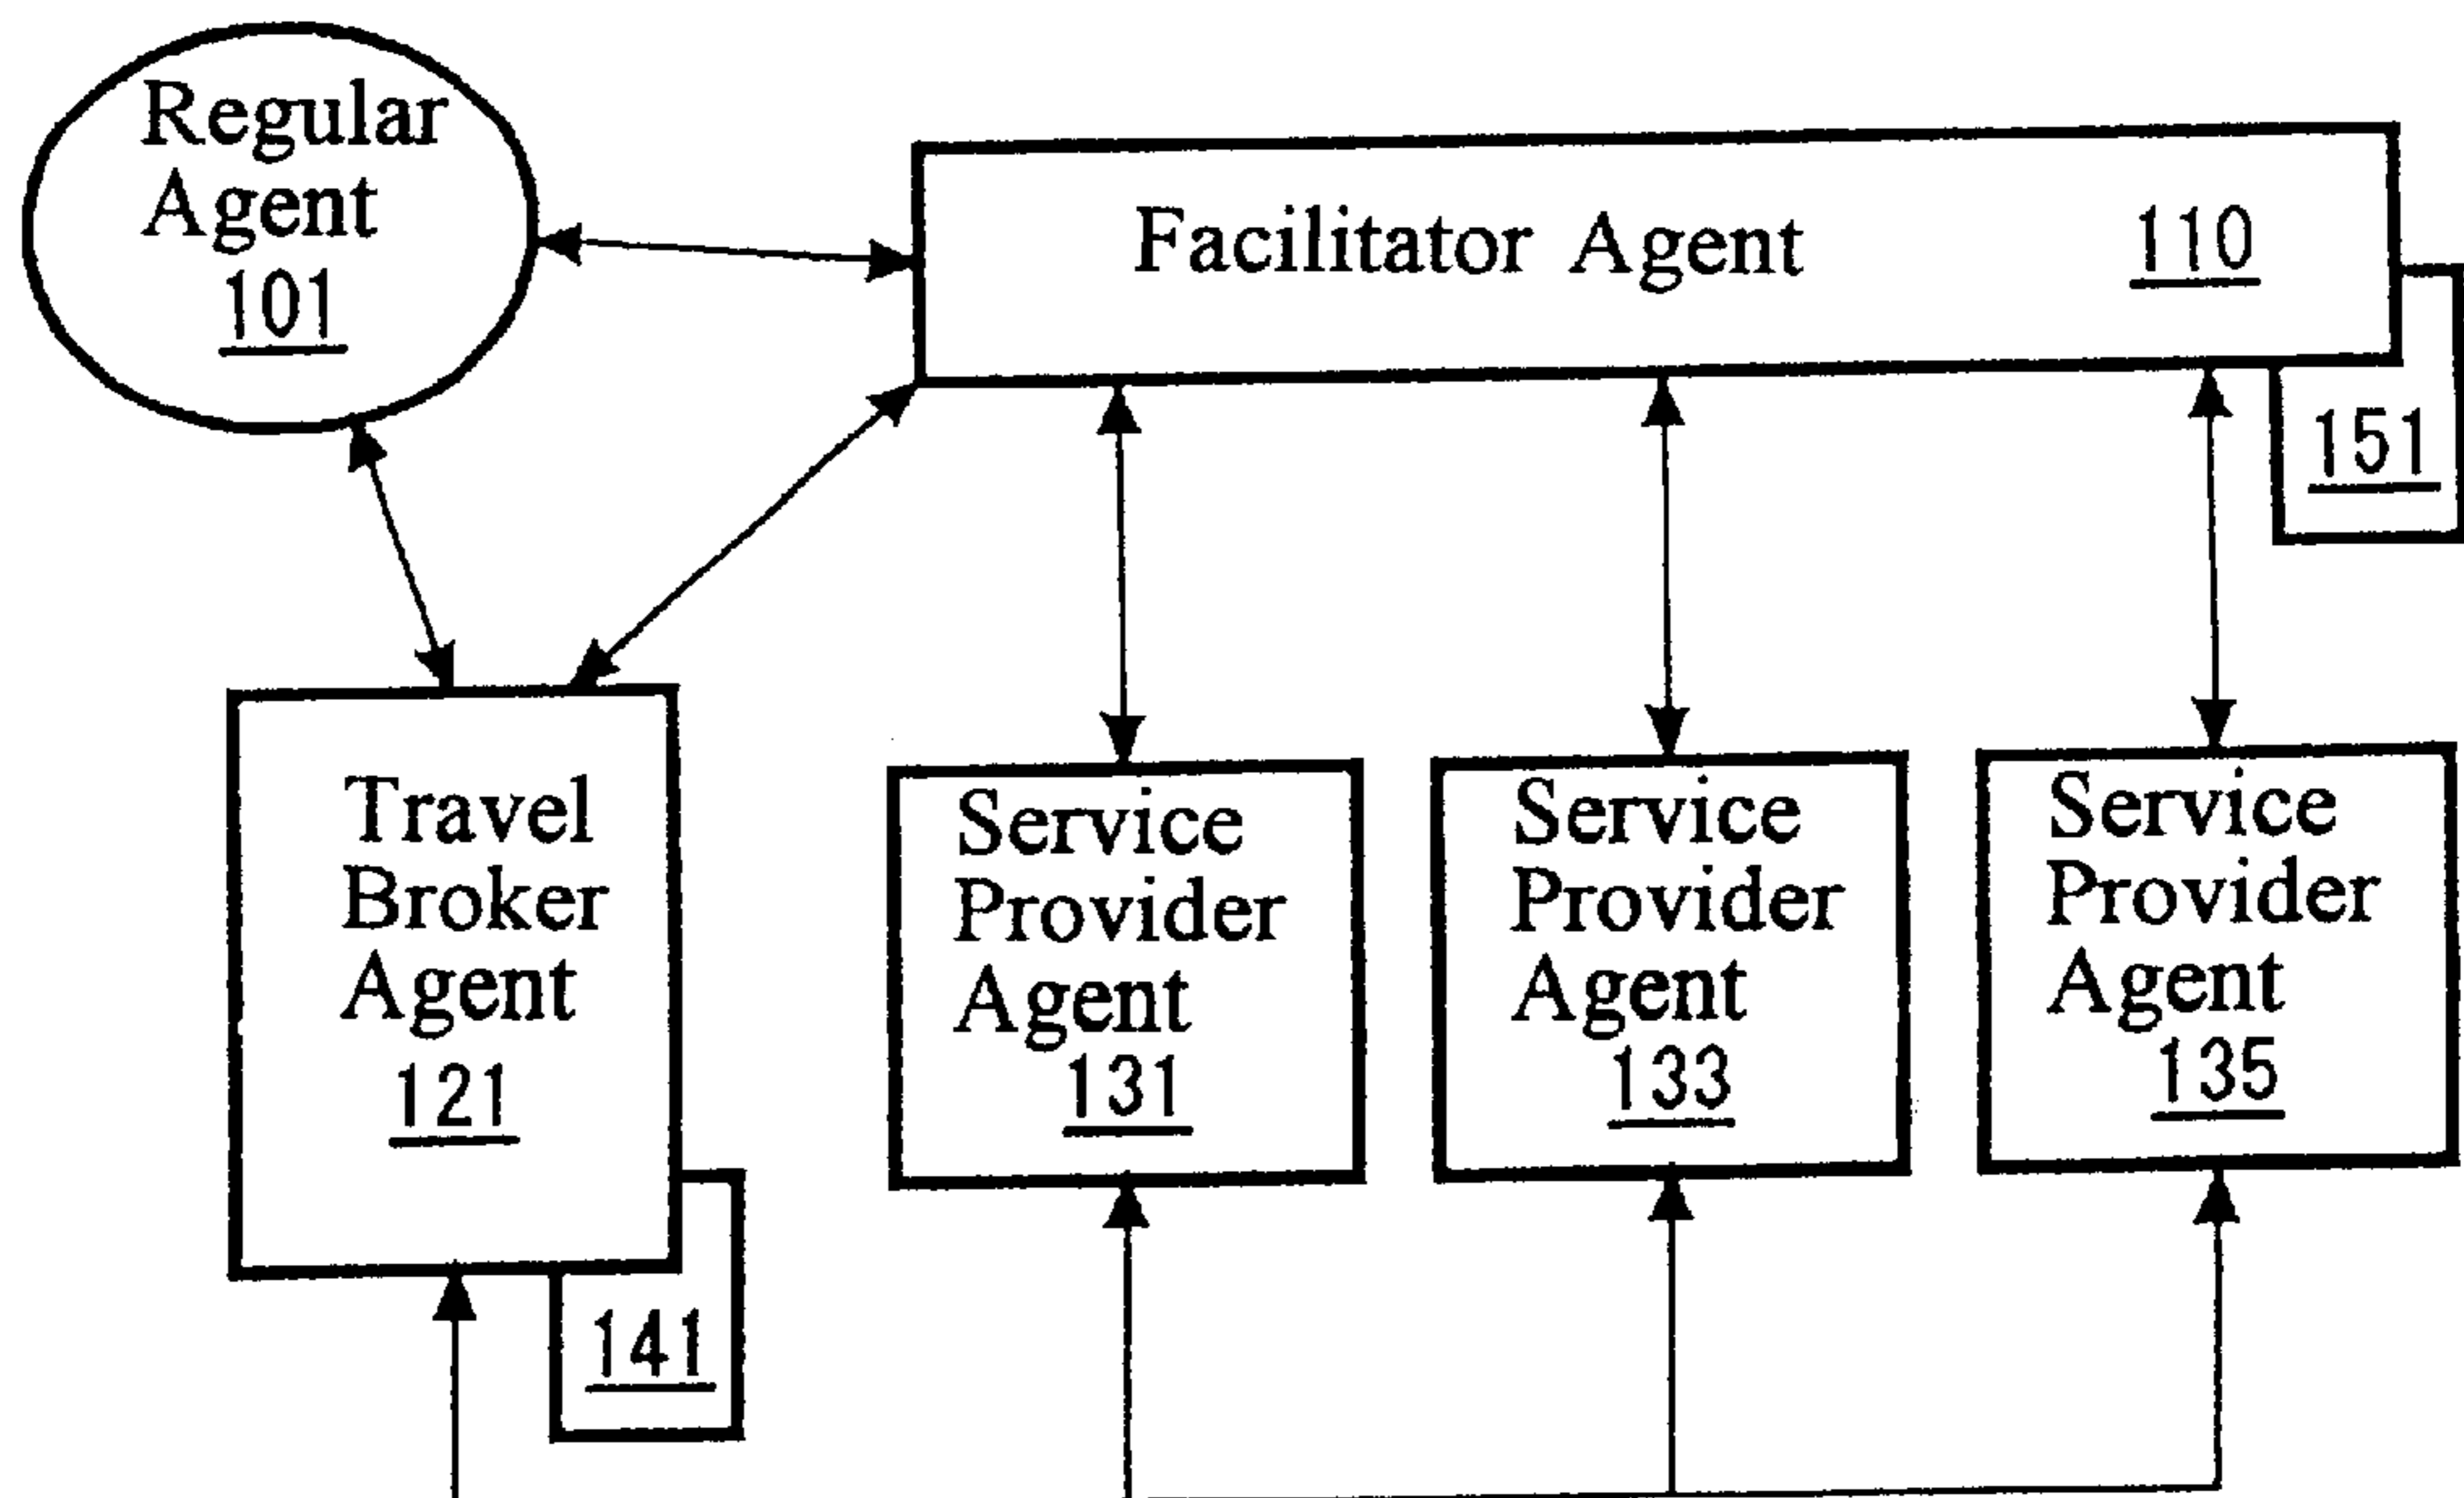 Regular
Agent
101
Facilitator Agent 110
151
Travel
Broker
Agent
121
141
Service
Provider
Agent
131
Service
Provider
Agent
133
Service
Provider
Agent
135